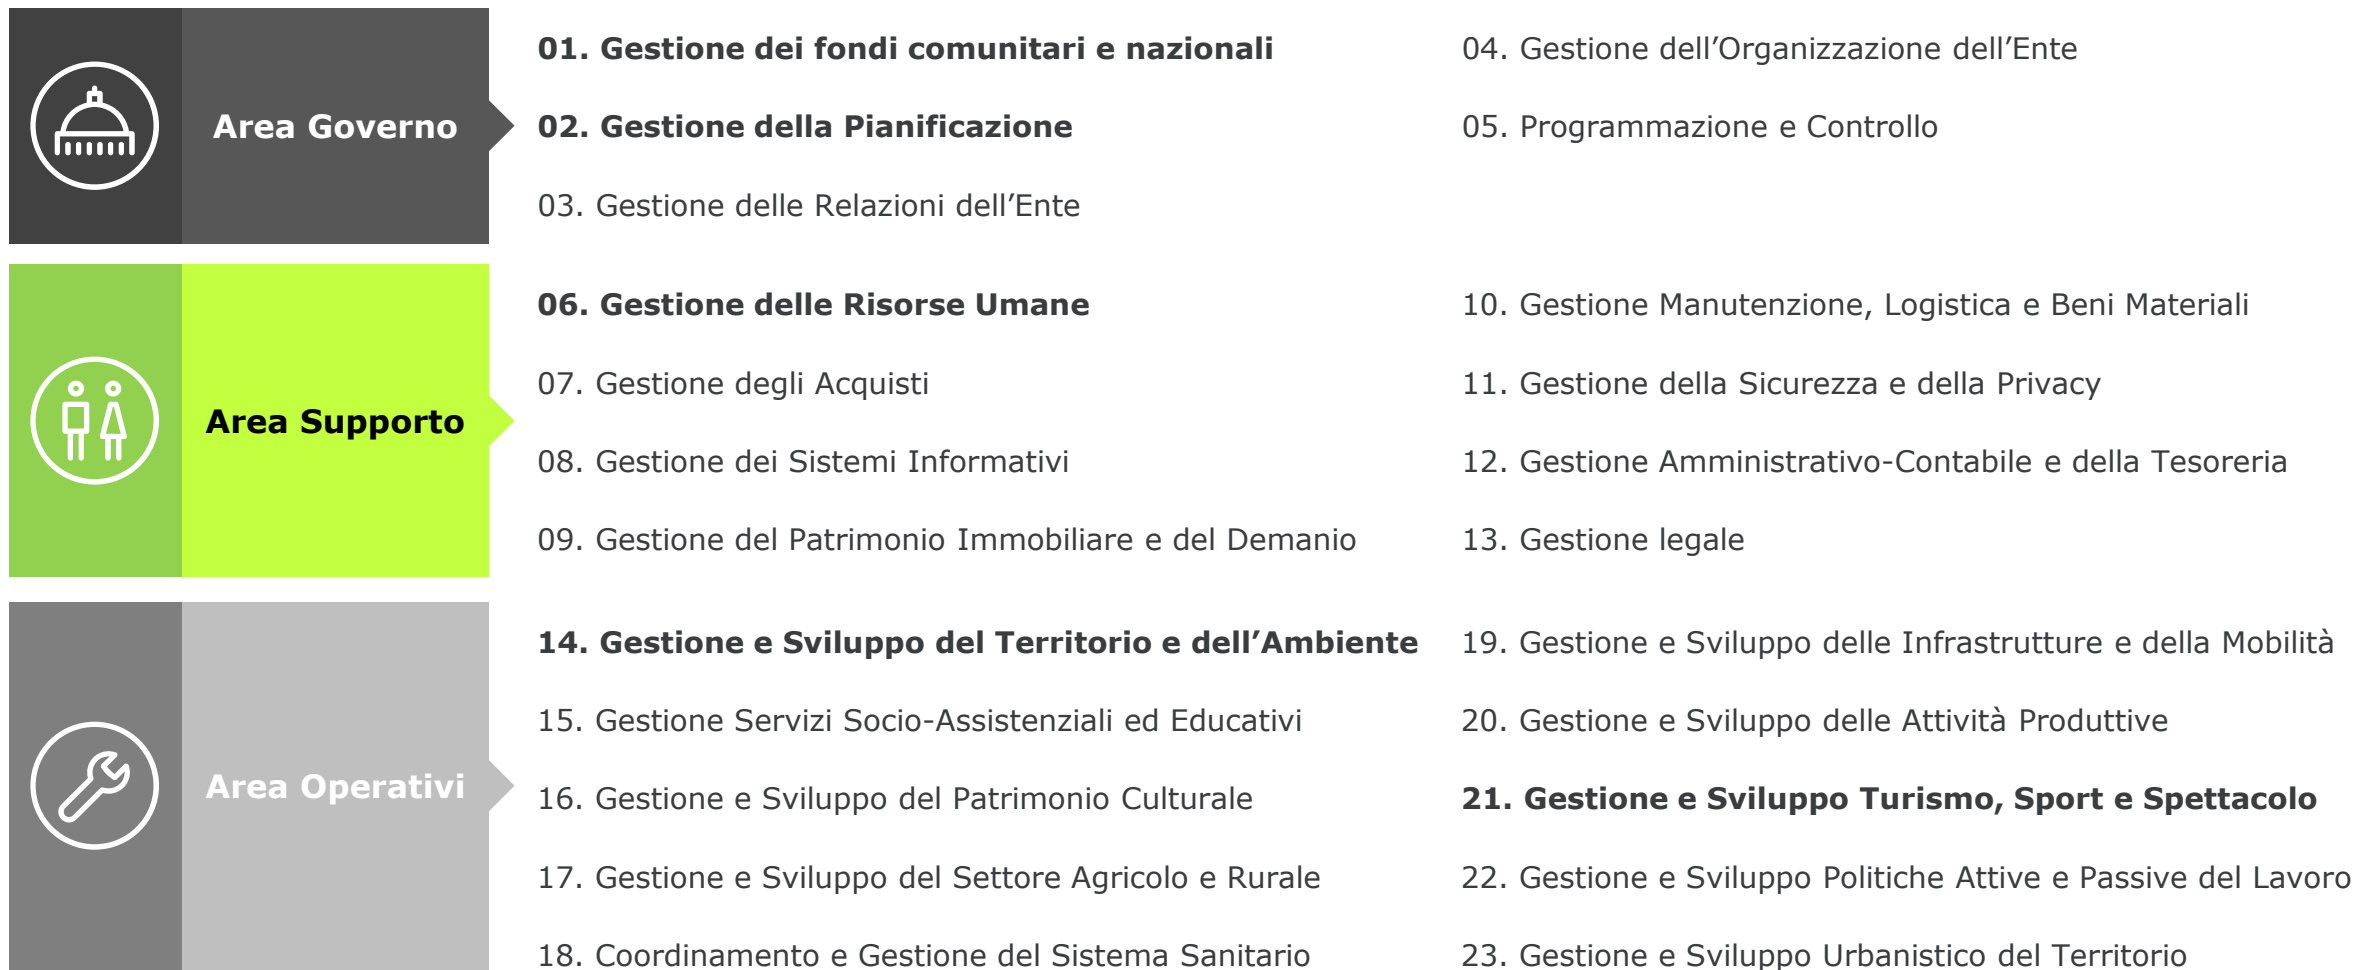 Area Governo
01. Gestione dei fondi comunitari e nazionali
02. Gestione della Pianificazione
03. Gestione delle Relazioni dell’Ente
04. Gestione dell’Organizzazione dell’Ente
05. Programmazione e Controllo
Area Supporto
06. Gestione delle Risorse Umane
07. Gestione degli Acquisti
08. Gestione dei Sistemi Informativi
09. Gestione del Patrimonio Immobiliare e del Demanio
10. Gestione Manutenzione, Logistica e Beni Materiali
11. Gestione della Sicurezza e della Privacy
12. Gestione Amministrativo-Contabile e della Tesoreria
13. Gestione legale
Area Operativi
14. Gestione e Sviluppo del Territorio e dell’Ambiente
15. Gestione Servizi Socio-Assistenziali ed Educativi
16. Gestione e Sviluppo del Patrimonio Culturale
17. Gestione e Sviluppo del Settore Agricolo e Rurale
18. Coordinamento e Gestione del Sistema Sanitario
19. Gestione e Sviluppo delle Infrastrutture e della Mobilità
20. Gestione e Sviluppo delle Attività Produttive
21. Gestione e Sviluppo Turismo, Sport e Spettacolo
22. Gestione e Sviluppo Politiche Attive e Passive del Lavoro
23. Gestione e Sviluppo Urbanistico del Territorio